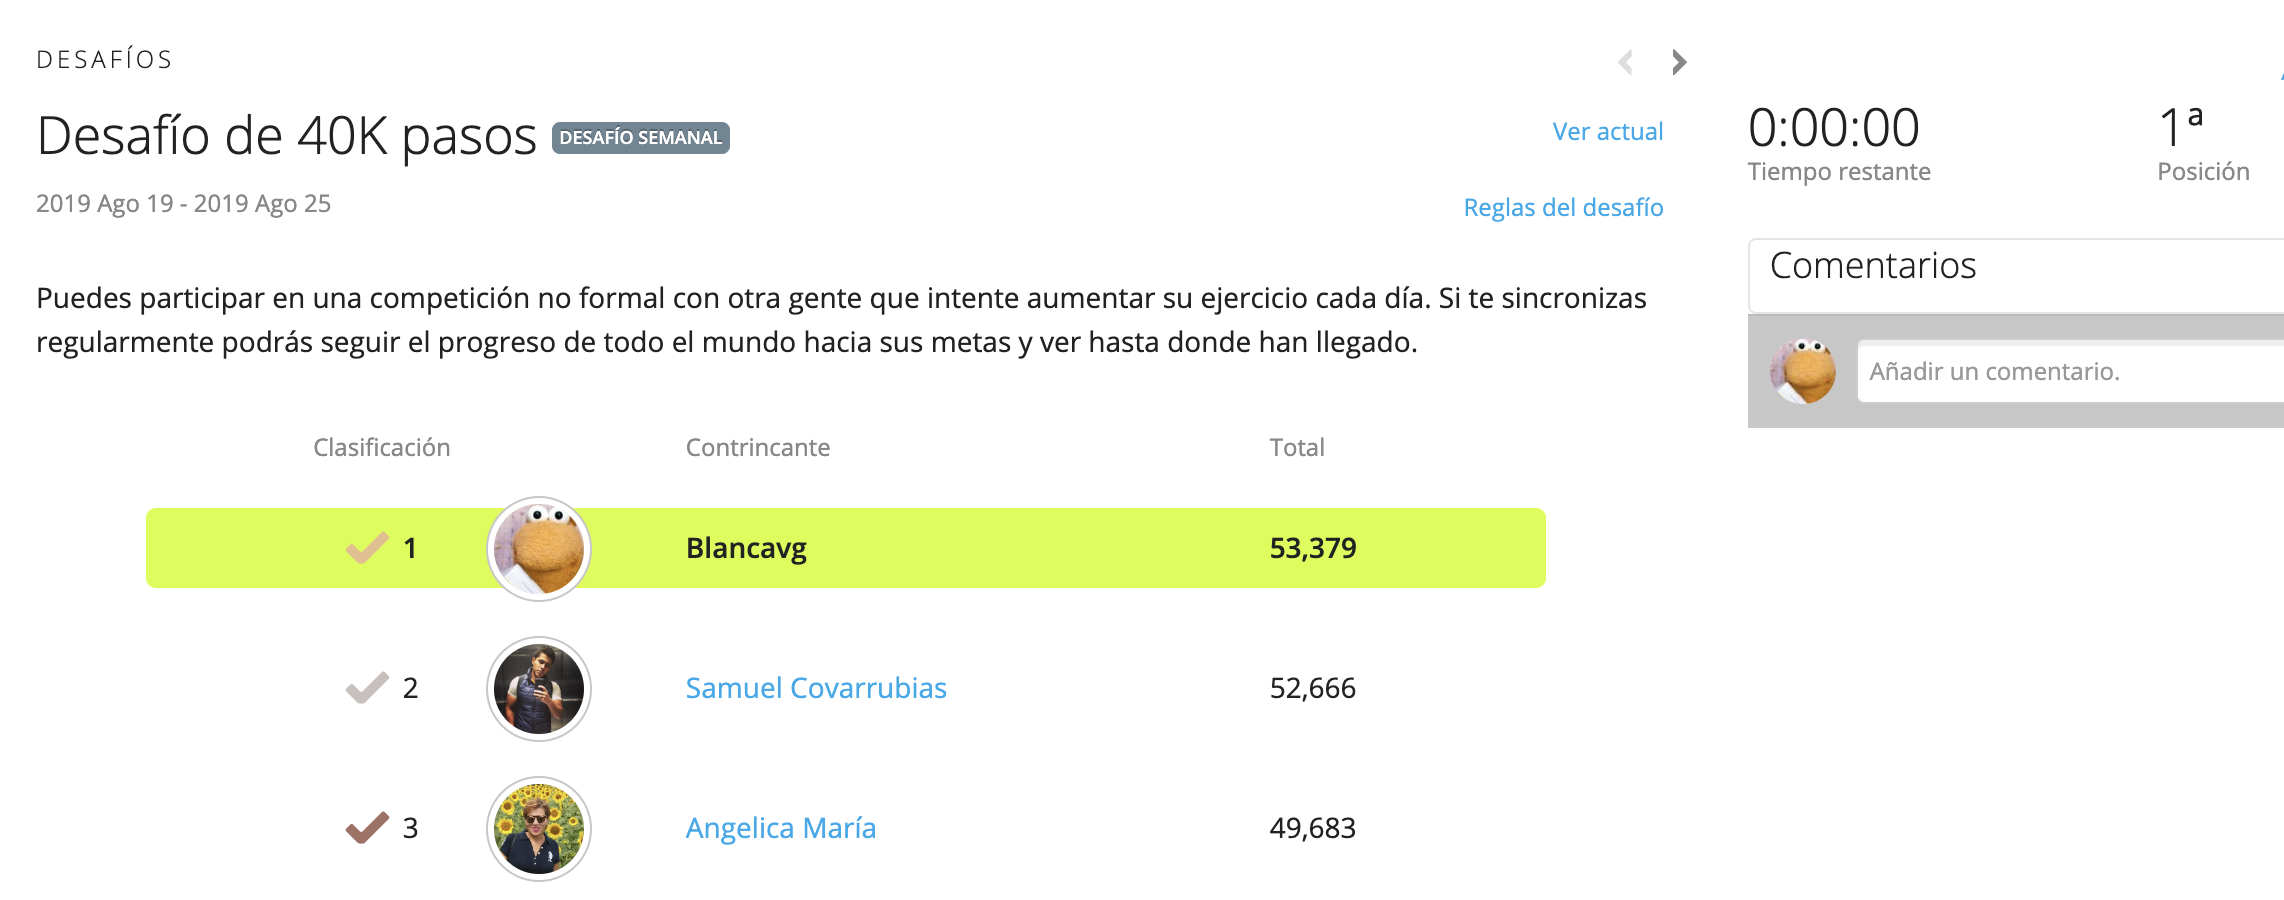 DESAFÍOS
Desafío de 40K pasos DESAFÍO SEMANAL
Ver actual
2019 Ago 19 - 2019 Ago 25
Reglas del desafío
Puedes participar en una competición no formal con otra gente que intente aumentar su ejercicio cada día. Si te sincronizas
regularmente podrás seguir el progreso de todo el mundo hacia sus metas y ver hasta donde han llegado.
Clasificación Contrincante Total
1 Blancavg 53,379
2 Samuel Covarrubias 52,666
3 Angelica María 49,683
0:00:00 1ª
Tiempo restante Posición
Comentarios
Añadir un comentario.